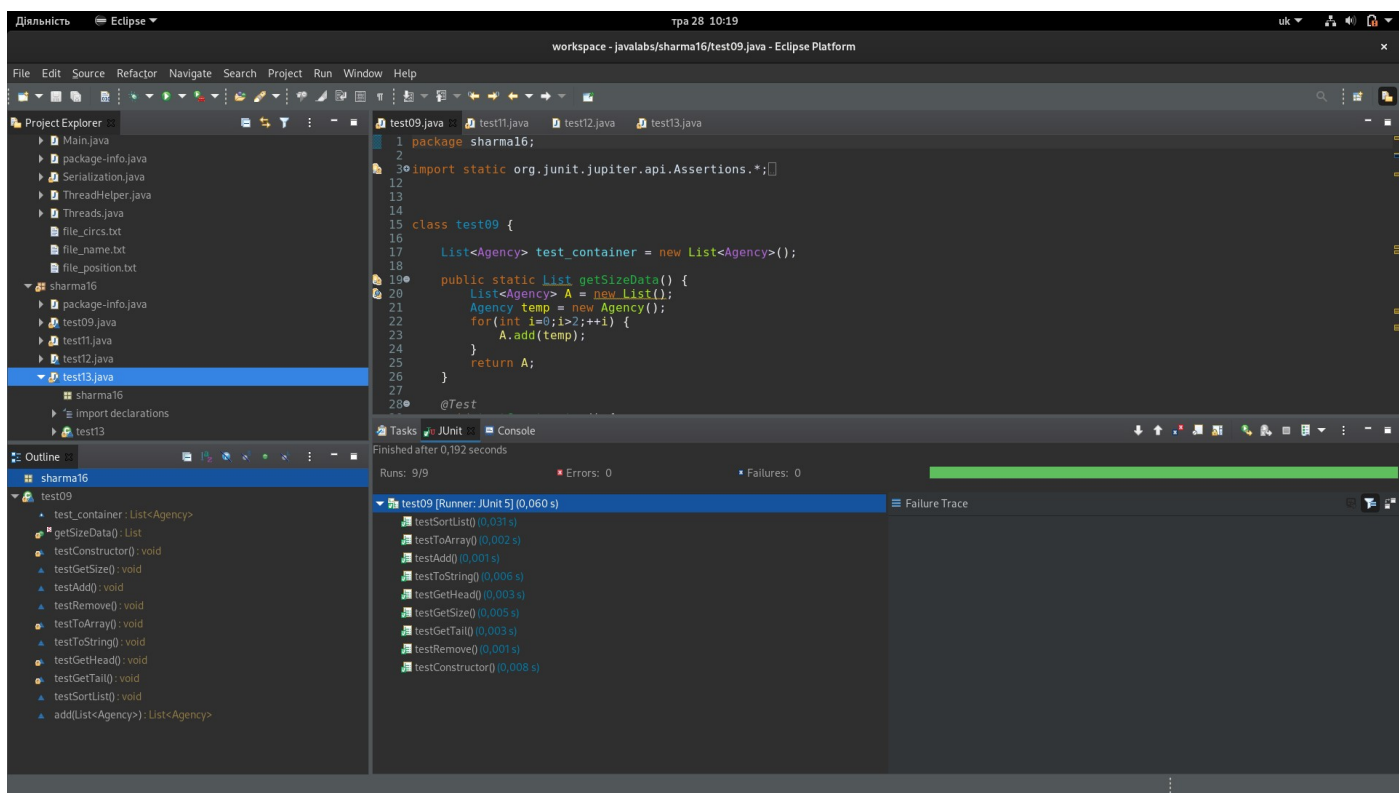 Діяльність Eclipse тра 28 10:19 uk
workspace - javalabs/sharma16/test09.java - Eclipse Platform
File Edit Source Refactor Navigate Search Project Run Window Help
Project Explorer
Main.java
package-info.java
Serialization.java
ThreadHelper.java
Threads.java
file_circs.txt
file_name.txt
file_position.txt
sharma16
package-info.java
test09.java
test11.java
test12.java
test13.java
sharma16
import declarations
test13
test09.java test11.java test12.java test13.java
1 package sharma16;
2
3 import static org.junit.jupiter.api.Assertions.*;
12
13
14
15 class test09 {
16
17 List<Agency> test_container = new List<Agency>();
18
19 public static List getSizeData() {
20 List<Agency> A = new List();
21 Agency temp = new Agency();
22 for(int i=0;i>2;++i) {
23 A.add(temp);
24 }
25 return A;
26 }
27
28 @Test
Outline
sharma16
test09
test_container : List<Agency>
getSizeData() : List
testConstructor() : void
testGetSize() : void
testAdd() : void
testRemove() : void
testToArray() : void
testToString() : void
testGetHead() : void
testGetTail() : void
testSortList() : void
add(List<Agency>) : List<Agency>
Tasks JUnit Console
Finished after 0,192 seconds
Runs: 9/9 Errors: 0 Failures: 0
test09 [Runner: JUnit 5] (0,060 s)
testSortList() (0,031 s)
testToArray() (0,002 s)
testAdd() (0,001 s)
testToString() (0,006 s)
testGetHead() (0,003 s)
testGetSize() (0,005 s)
testGetTail() (0,003 s)
testRemove() (0,001 s)
testConstructor() (0,008 s)
Failure Trace